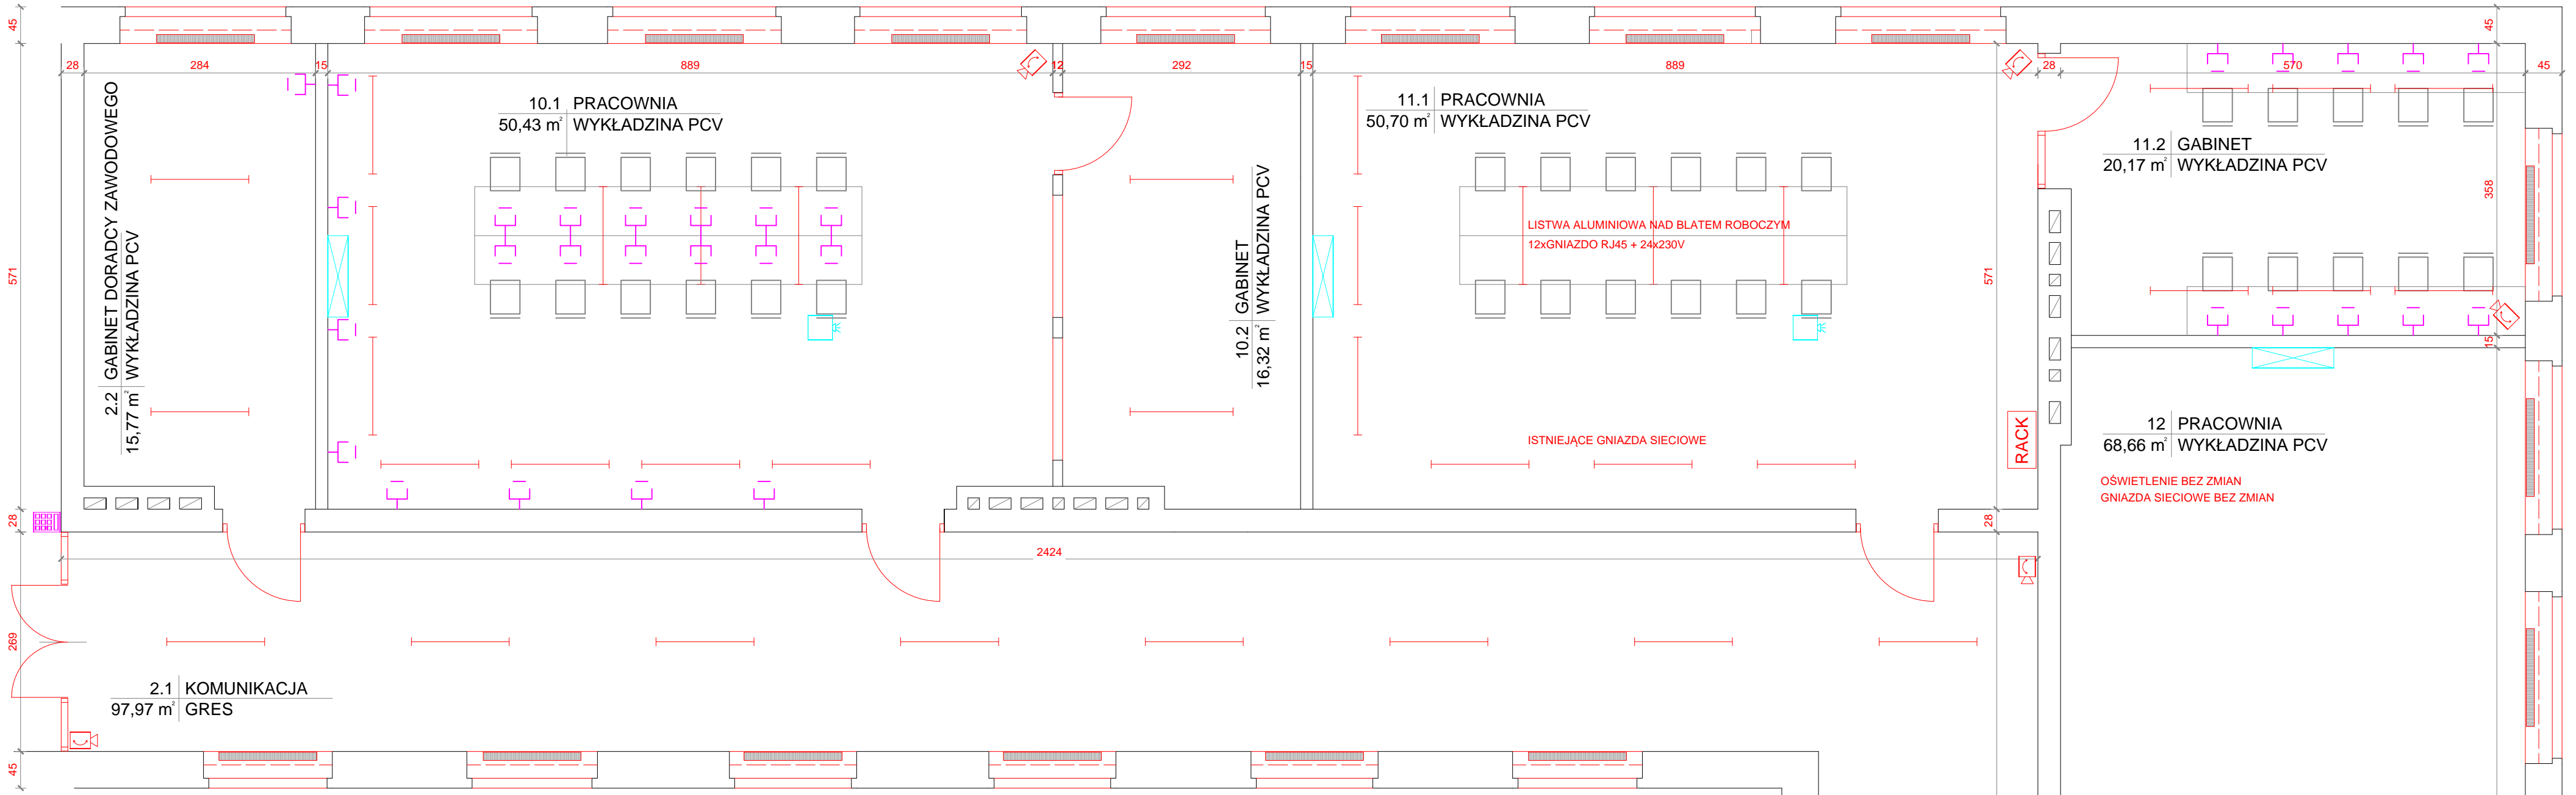 45
45
28
284
15
889
12
292
15
889
28
570
45
10.1 PRACOWNIA
50,43 m² WYKŁADZINA PCV
11.1 PRACOWNIA
50,70 m² WYKŁADZINA PCV
11.2 GABINET
20,17 m² WYKŁADZINA PCV
2.2 GABINET DORADCY ZAWODOWEGO
15,77 m² WYKŁADZINA PCV
10.2 GABINET
16,32 m² WYKŁADZINA PCV
358
LISTWA ALUMINIOWA NAD BLATEM ROBOCZYM
12xGNIAZDO RJ45 + 24x230V
571
571
15
ISTNIEJĄCE GNIAZDA SIECIOWE
RACK
12 PRACOWNIA
68,66 m² WYKŁADZINA PCV
OŚWIETLENIE BEZ ZMIAN
GNIAZDA SIECIOWE BEZ ZMIAN
28
28
2424
269
2.1 KOMUNIKACJA
97,97 m² GRES
45